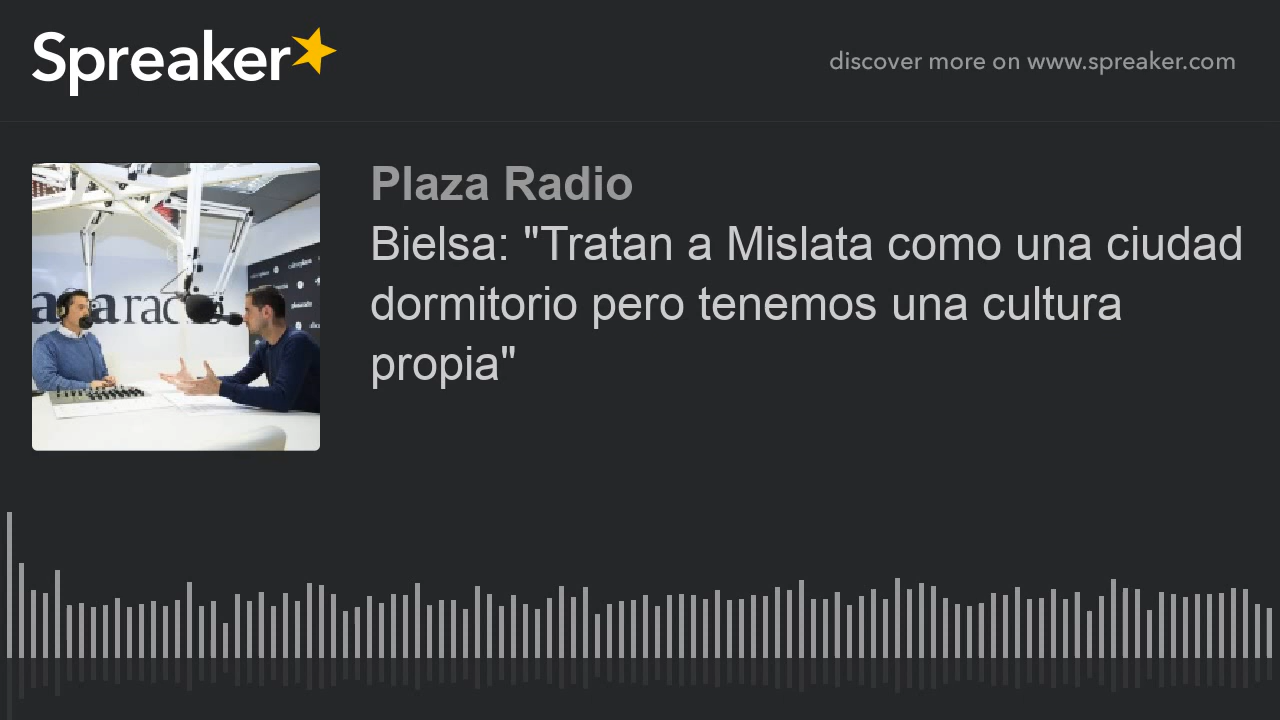 Spreaker
discover more on www.spreaker.com
Plaza Radio
Bielsa: "Tratan a Mislata como una ciudad
dormitorio pero tenemos una cultura
propia"